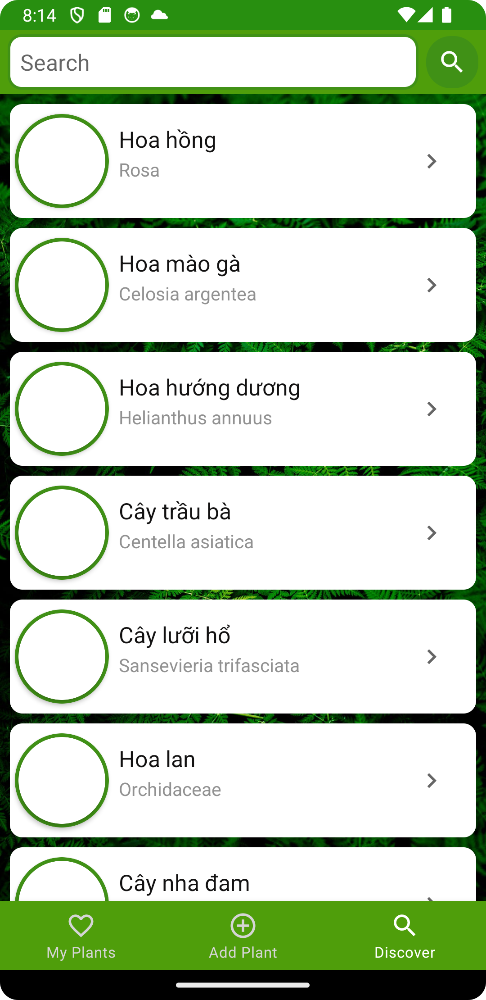 8:14
Search
Hoa hồng
Rosa
Hoa mào gà
Celosia argentea
Hoa hướng dương
Helianthus annuus
Cây trầu bà
Centella asiatica
Cây lưỡi hổ
Sansevieria trifasciata
Hoa lan
Orchidaceae
Cây nha đam
My Plants
Add Plant
Discover